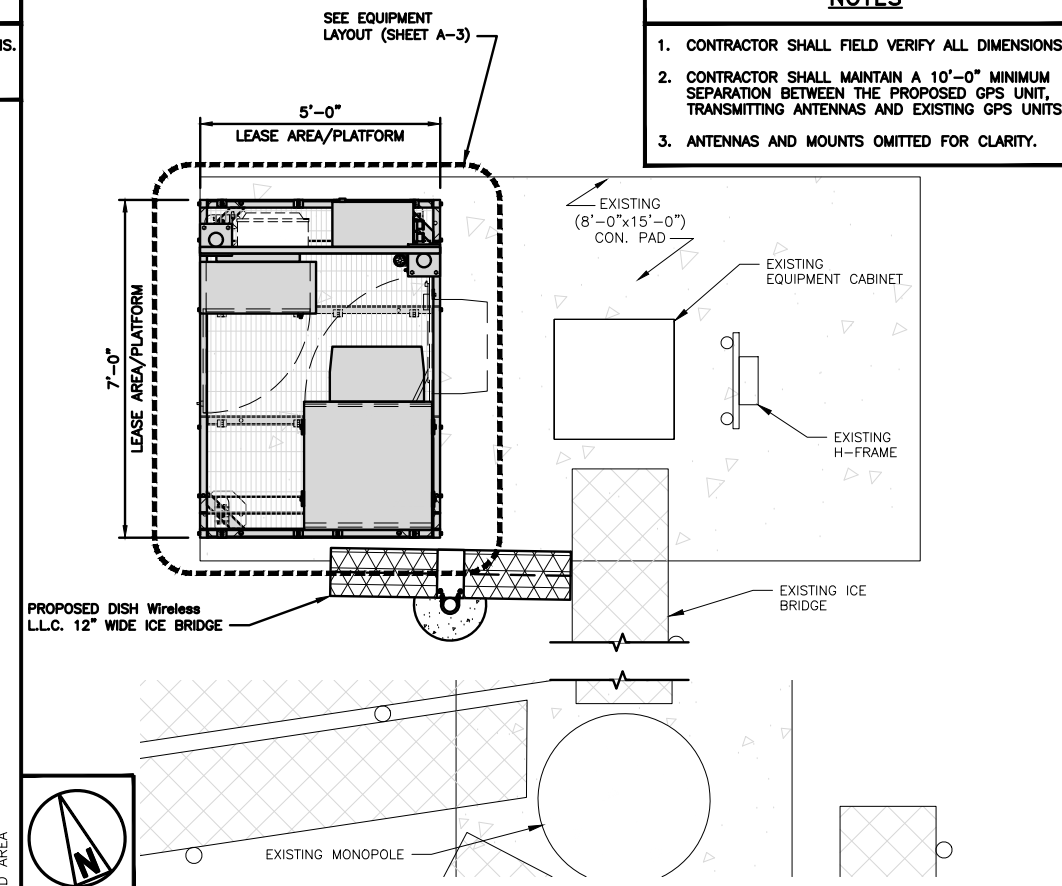 NOTES
1. CONTRACTOR SHALL FIELD VERIFY ALL DIMENSIONS
2. CONTRACTOR SHALL MAINTAIN A 10'-0" MINIMUM
SEPARATION BETWEEN THE PROPOSED GPS UNIT,
TRANSMITTING ANTENNAS AND EXISTING GPS UNITS
3. ANTENNAS AND MOUNTS OMITTED FOR CLARITY.
SEE EQUIPMENT
LAYOUT (SHEET A-3)
5'-0"
LEASE AREA/PLATFORM
7'-0"
LEASE AREA/PLATFORM
EXISTING
(8'-0"x15'-0")
CON. PAD
EXISTING
EQUIPMENT CABINET
EXISTING
H-FRAME
EXISTING ICE
BRIDGE
PROPOSED DISH Wireless
L.L.C. 12" WIDE ICE BRIDGE
EXISTING MONOPOLE
N
AREA